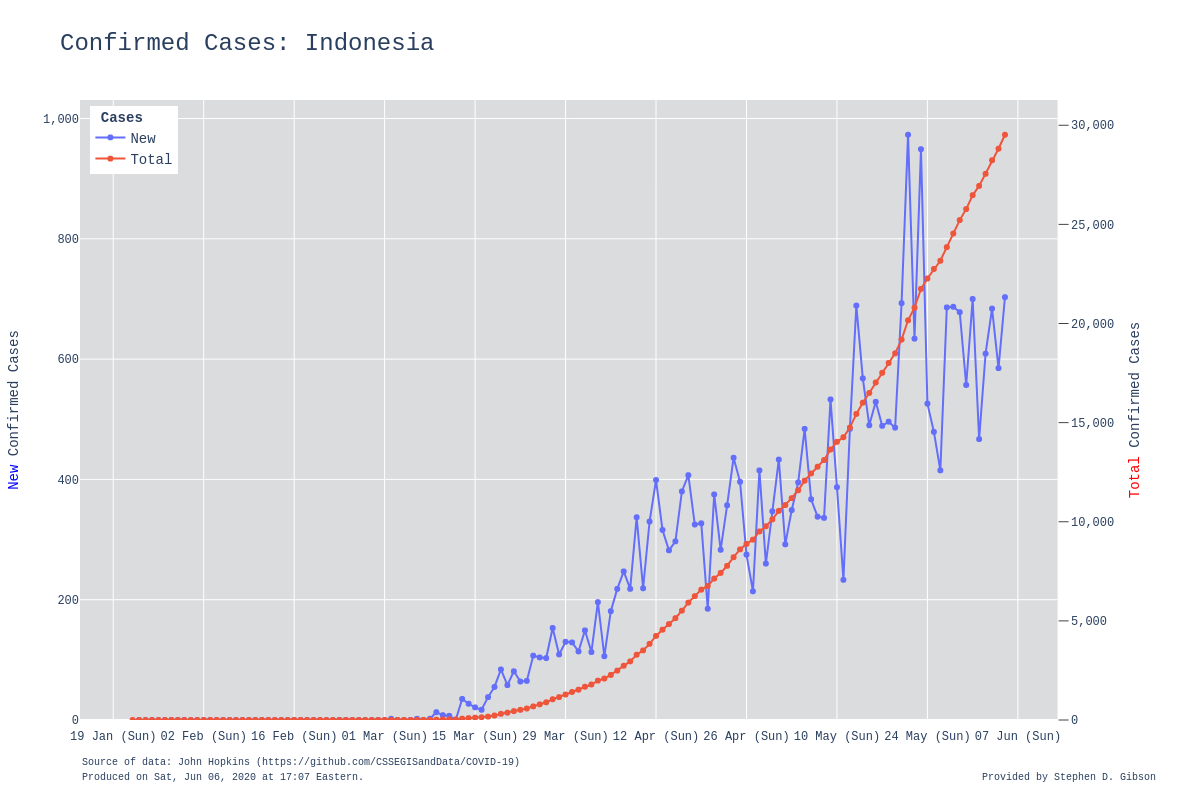 Confirmed Cases: Indonesia
Cases
New
Total
1,000
800
600
400
200
0
30,000
25,000
20,000
15,000
10,000
5,000
0
New Confirmed Cases
Total Confirmed Cases
19 Jan (Sun) 02 Feb (Sun) 16 Feb (Sun) 01 Mar (Sun) 15 Mar (Sun) 29 Mar (Sun) 12 Apr (Sun) 26 Apr (Sun) 10 May (Sun) 24 May (Sun) 07 Jun (Sun)
Source of data: John Hopkins (https://github.com/CSSEGISandData/COVID-19)
Produced on Sat, Jun 06, 2020 at 17:07 Eastern.
Provided by Stephen D. Gibson